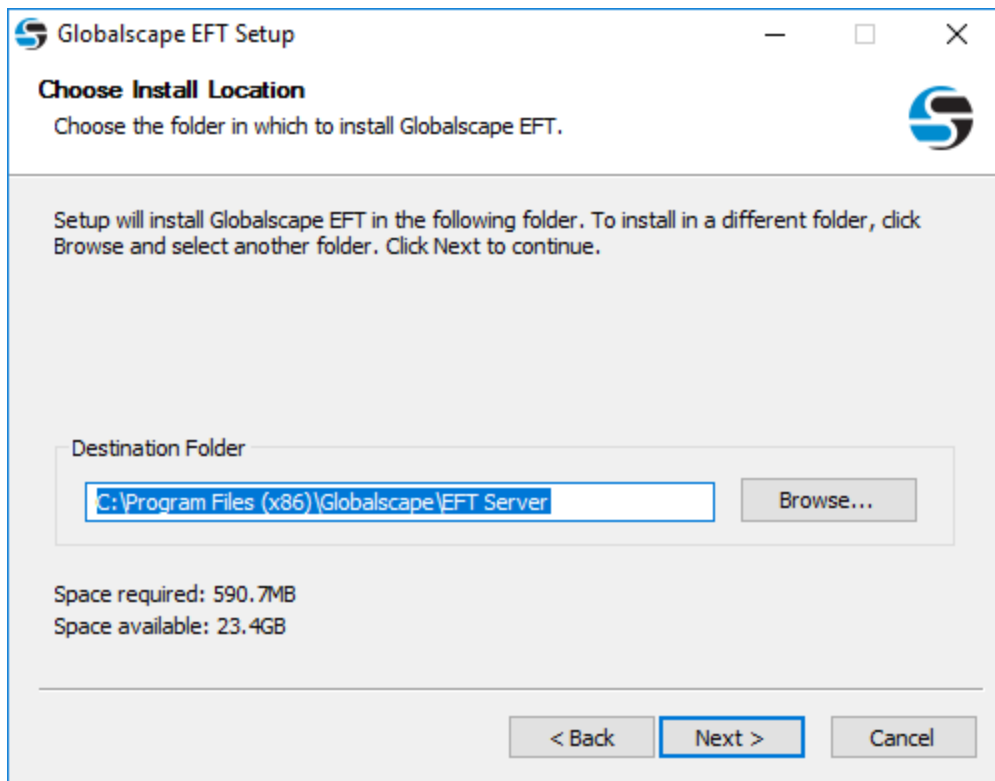 Globalscape EFT Setup
Choose Install Location
Choose the folder in which to install Globalscape EFT.
Setup will install Globalscape EFT in the following folder. To install in a different folder, click
Browse and select another folder. Click Next to continue.
Destination Folder
C:\Program Files (x86)\Globalscape\EFT Server
Browse...
Space required: 590.7MB
Space available: 23.4GB
< Back
Next >
Cancel